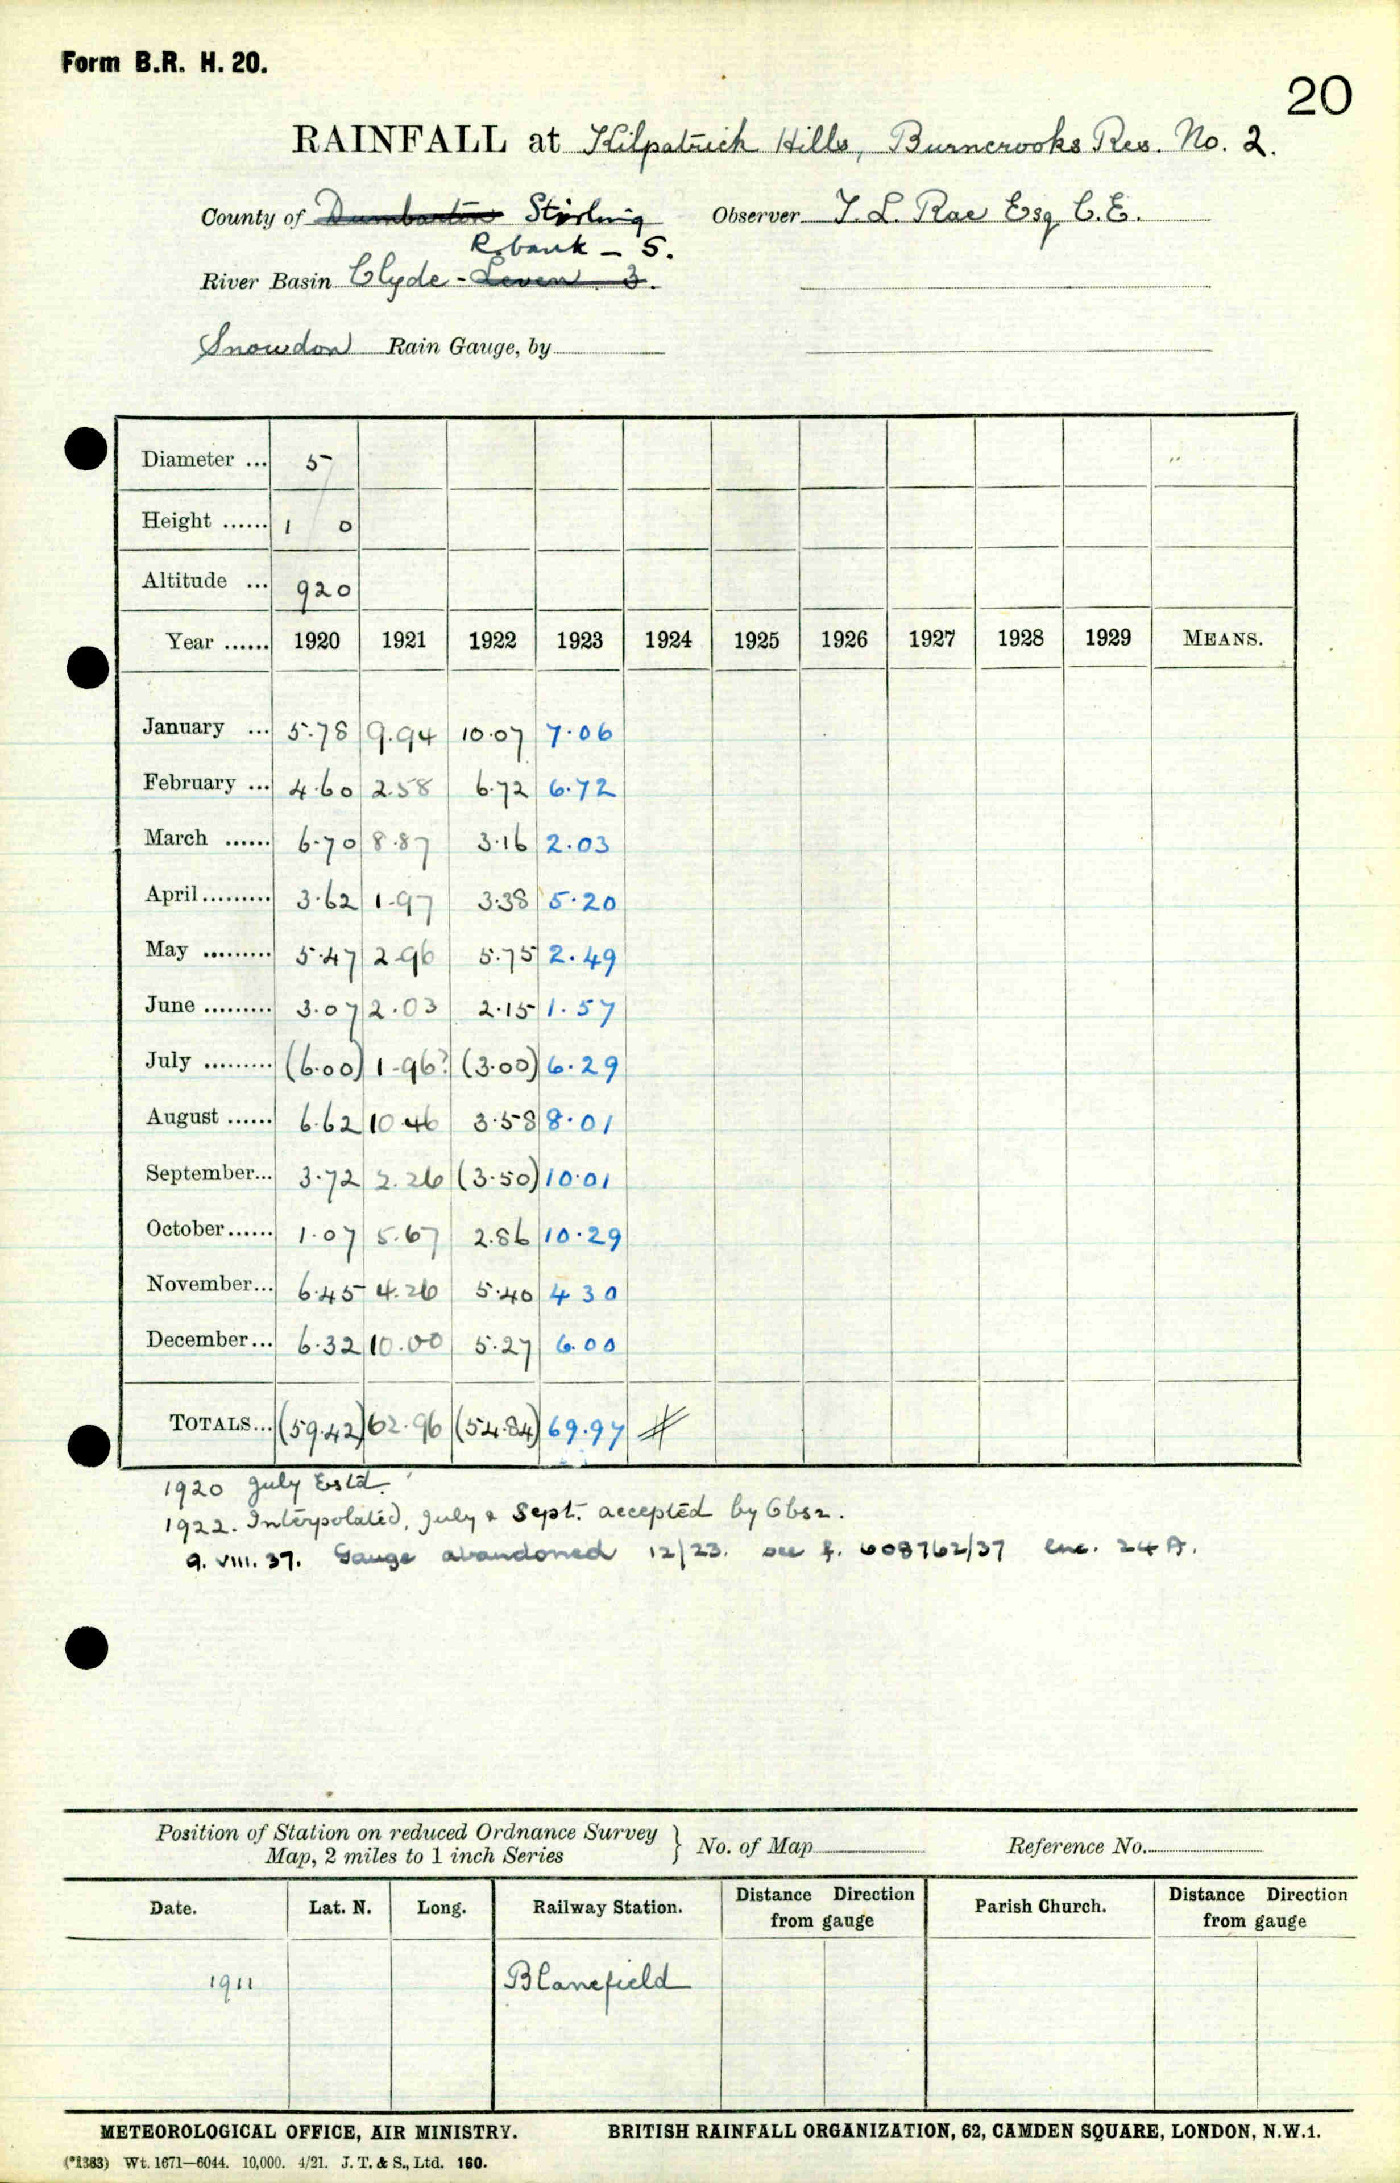 Form B.R. H. 20.
20
RAINFALL at Kilpatrick Hills, Burncrooks Res. No. 2.
County of Dumbarton Stirling Observer T. L. Rae Esq C.E.
R. bank - 5.
River Basin Clyde - Leven 3.
Snowdon Rain Gauge, by
Diameter ... 5
Height ...... 1 0
Altitude ... 920
Year ...... 1920 1921 1922 1923 1924 1925 1926 1927 1928 1929 MEANS.
January ... 5.78 9.94 10.07 7.06
February ... 4.60 2.58 6.72 6.72
March ...... 6.70 8.87 3.16 2.03
April ......... 3.62 1.97 3.38 5.20
May ......... 5.47 2.96 5.75 2.49
June ......... 3.07 2.03 2.15 1.57
July ......... (6.00) 1.96? (3.00) 6.29
August ...... 6.62 10.46 3.58 8.01
September... 3.72 2.26 (3.50) 10.01
October ...... 1.07 5.67 2.86 10.29
November... 6.45 4.26 5.40 4 30
December... 6.32 10.00 5.27 6.00
TOTALS... (59.42) 62.96 (54.84) 69.97
1920 July Estd.
1922. Interpolated, July & Sept. accepted by Obsr.
9. VIII. 37. Gauge abandoned 12/23. see f. 608762/37 enc. 24 A.
Position of Station on reduced Ordnance Survey
Map, 2 miles to 1 inch Series } No. of Map Reference No.
Date. Lat. N. Long. Railway Station. Distance Direction from gauge Parish Church. Distance Direction from gauge
1911 Blanefield
METEOROLOGICAL OFFICE, AIR MINISTRY. BRITISH RAINFALL ORGANIZATION, 62, CAMDEN SQUARE, LONDON, N.W.1.
(*1383) Wt. 1671—6044. 10,000. 4/21. J. T. & S., Ltd. 160.